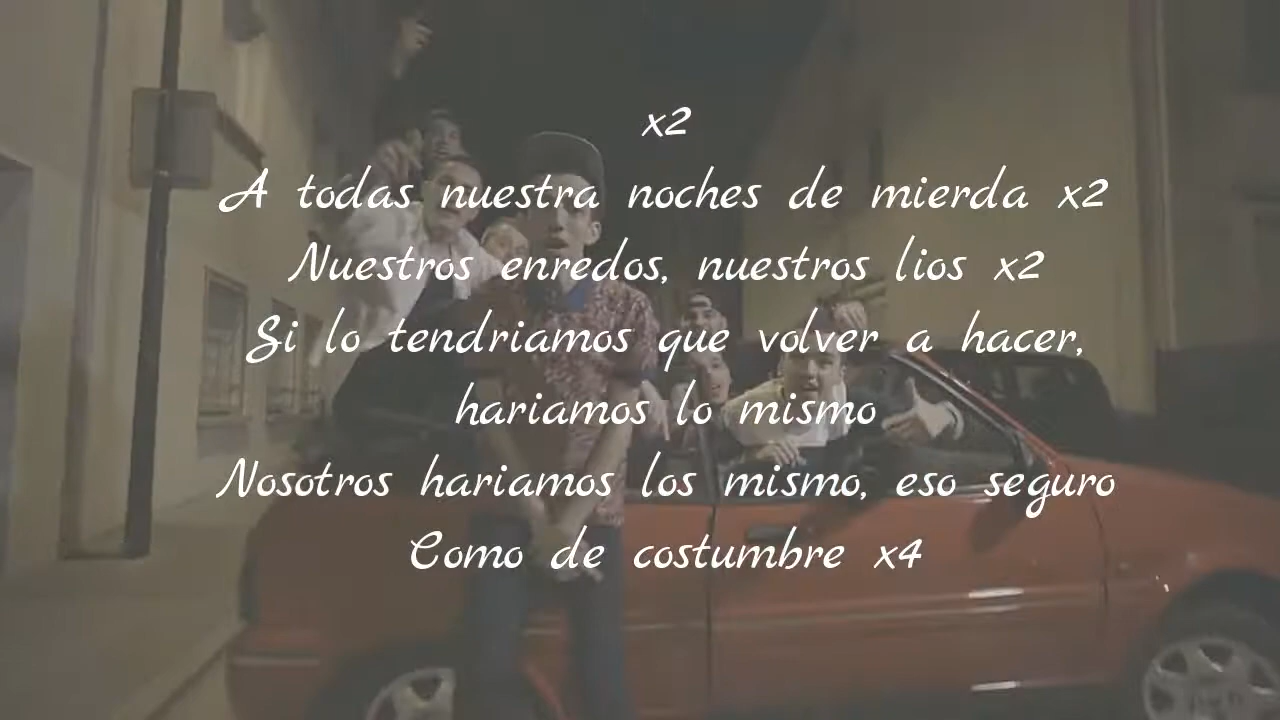 x2
A todas nuestra noches de mierda x2
Nuestros enredos, nuestros lios x2
Si lo tendriamos que volver a hacer,
hariamos lo mismo
Nosotros hariamos los mismo, eso seguro
Como de costumbre x4